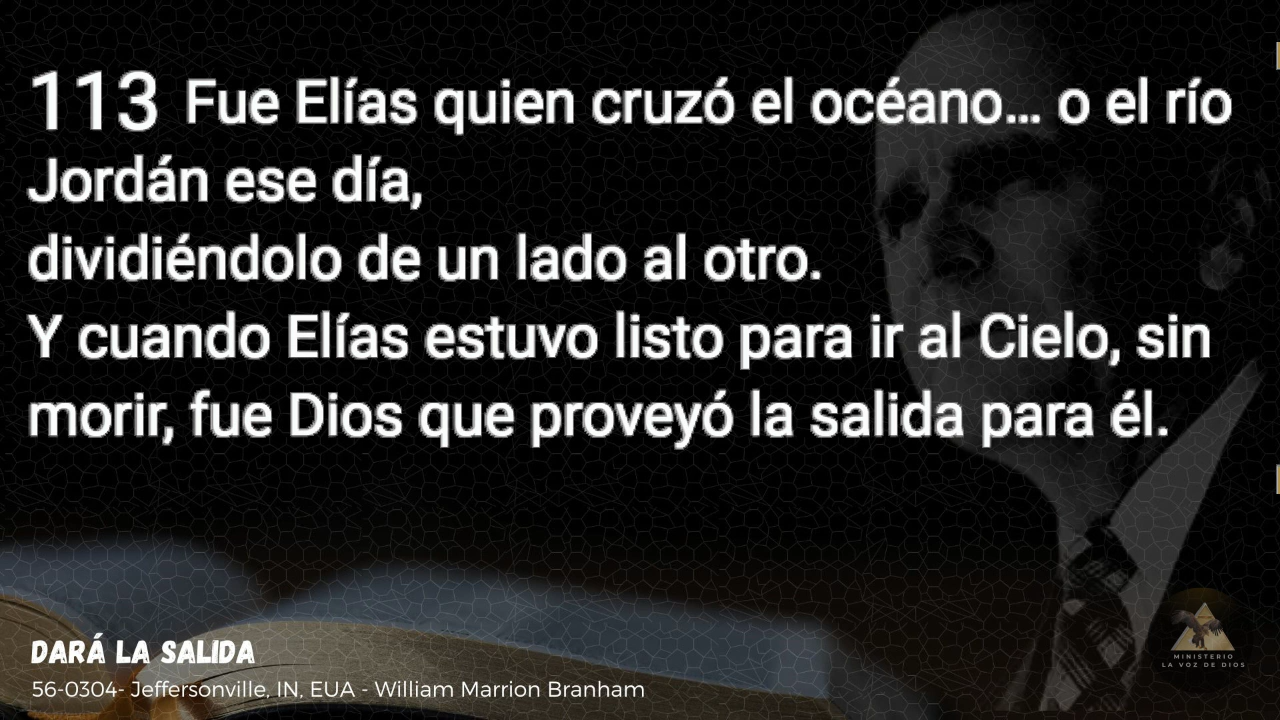 113 Fue Elías quien cruzó el océano... o el río
Jordán ese día,
dividiéndolo de un lado al otro.
Y cuando Elías estuvo listo para ir al Cielo, sin
morir, fue Dios que proveyó la salida para él.
DARÁ LA SALIDA
56-0304- Jeffersonville, IN, EUA - William Marrion Branham
MINISTERIO
LA VOZ DE DIOS